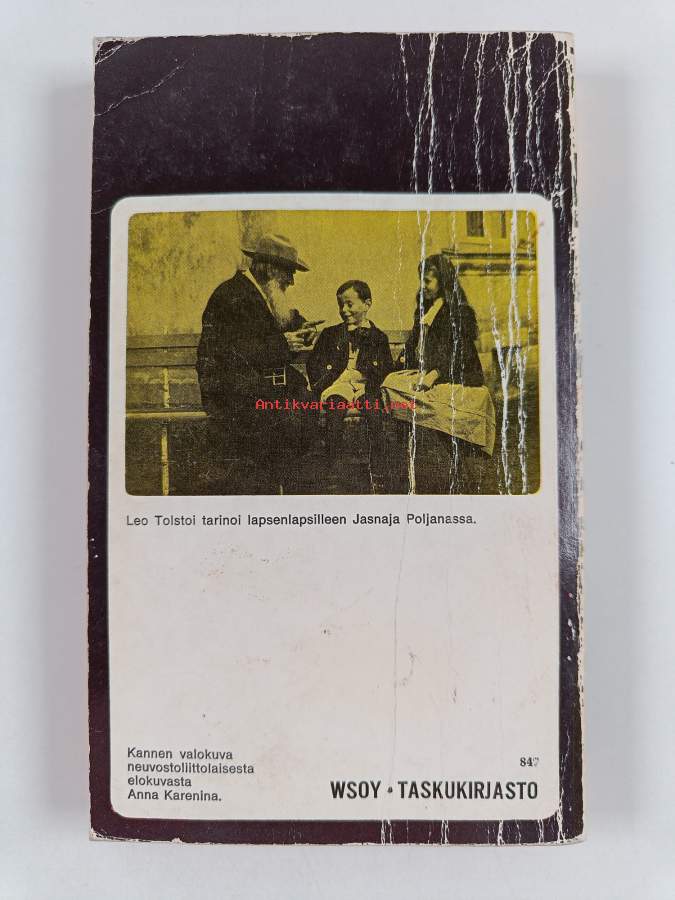 Antikvariaatti.net
Leo Tolstoi tarinoi lapsenlapsilleen Jasnaja Poljanassa.
Kannen valokuva
neuvostoliittolaisesta
elokuvasta
Anna Karenina.
WSOY • TASKUKIRJASTO